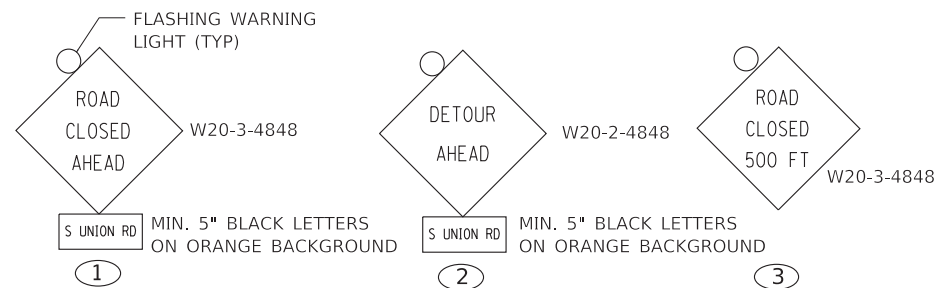 FLASHING WARNING
LIGHT (TYP)
ROAD
CLOSED
AHEAD
W20-3-4848
S UNION RD
MIN. 5" BLACK LETTERS
ON ORANGE BACKGROUND
1
DETOUR
AHEAD
W20-2-4848
S UNION RD
MIN. 5" BLACK LETTERS
ON ORANGE BACKGROUND
2
ROAD
CLOSED
500 FT
W20-3-4848
3